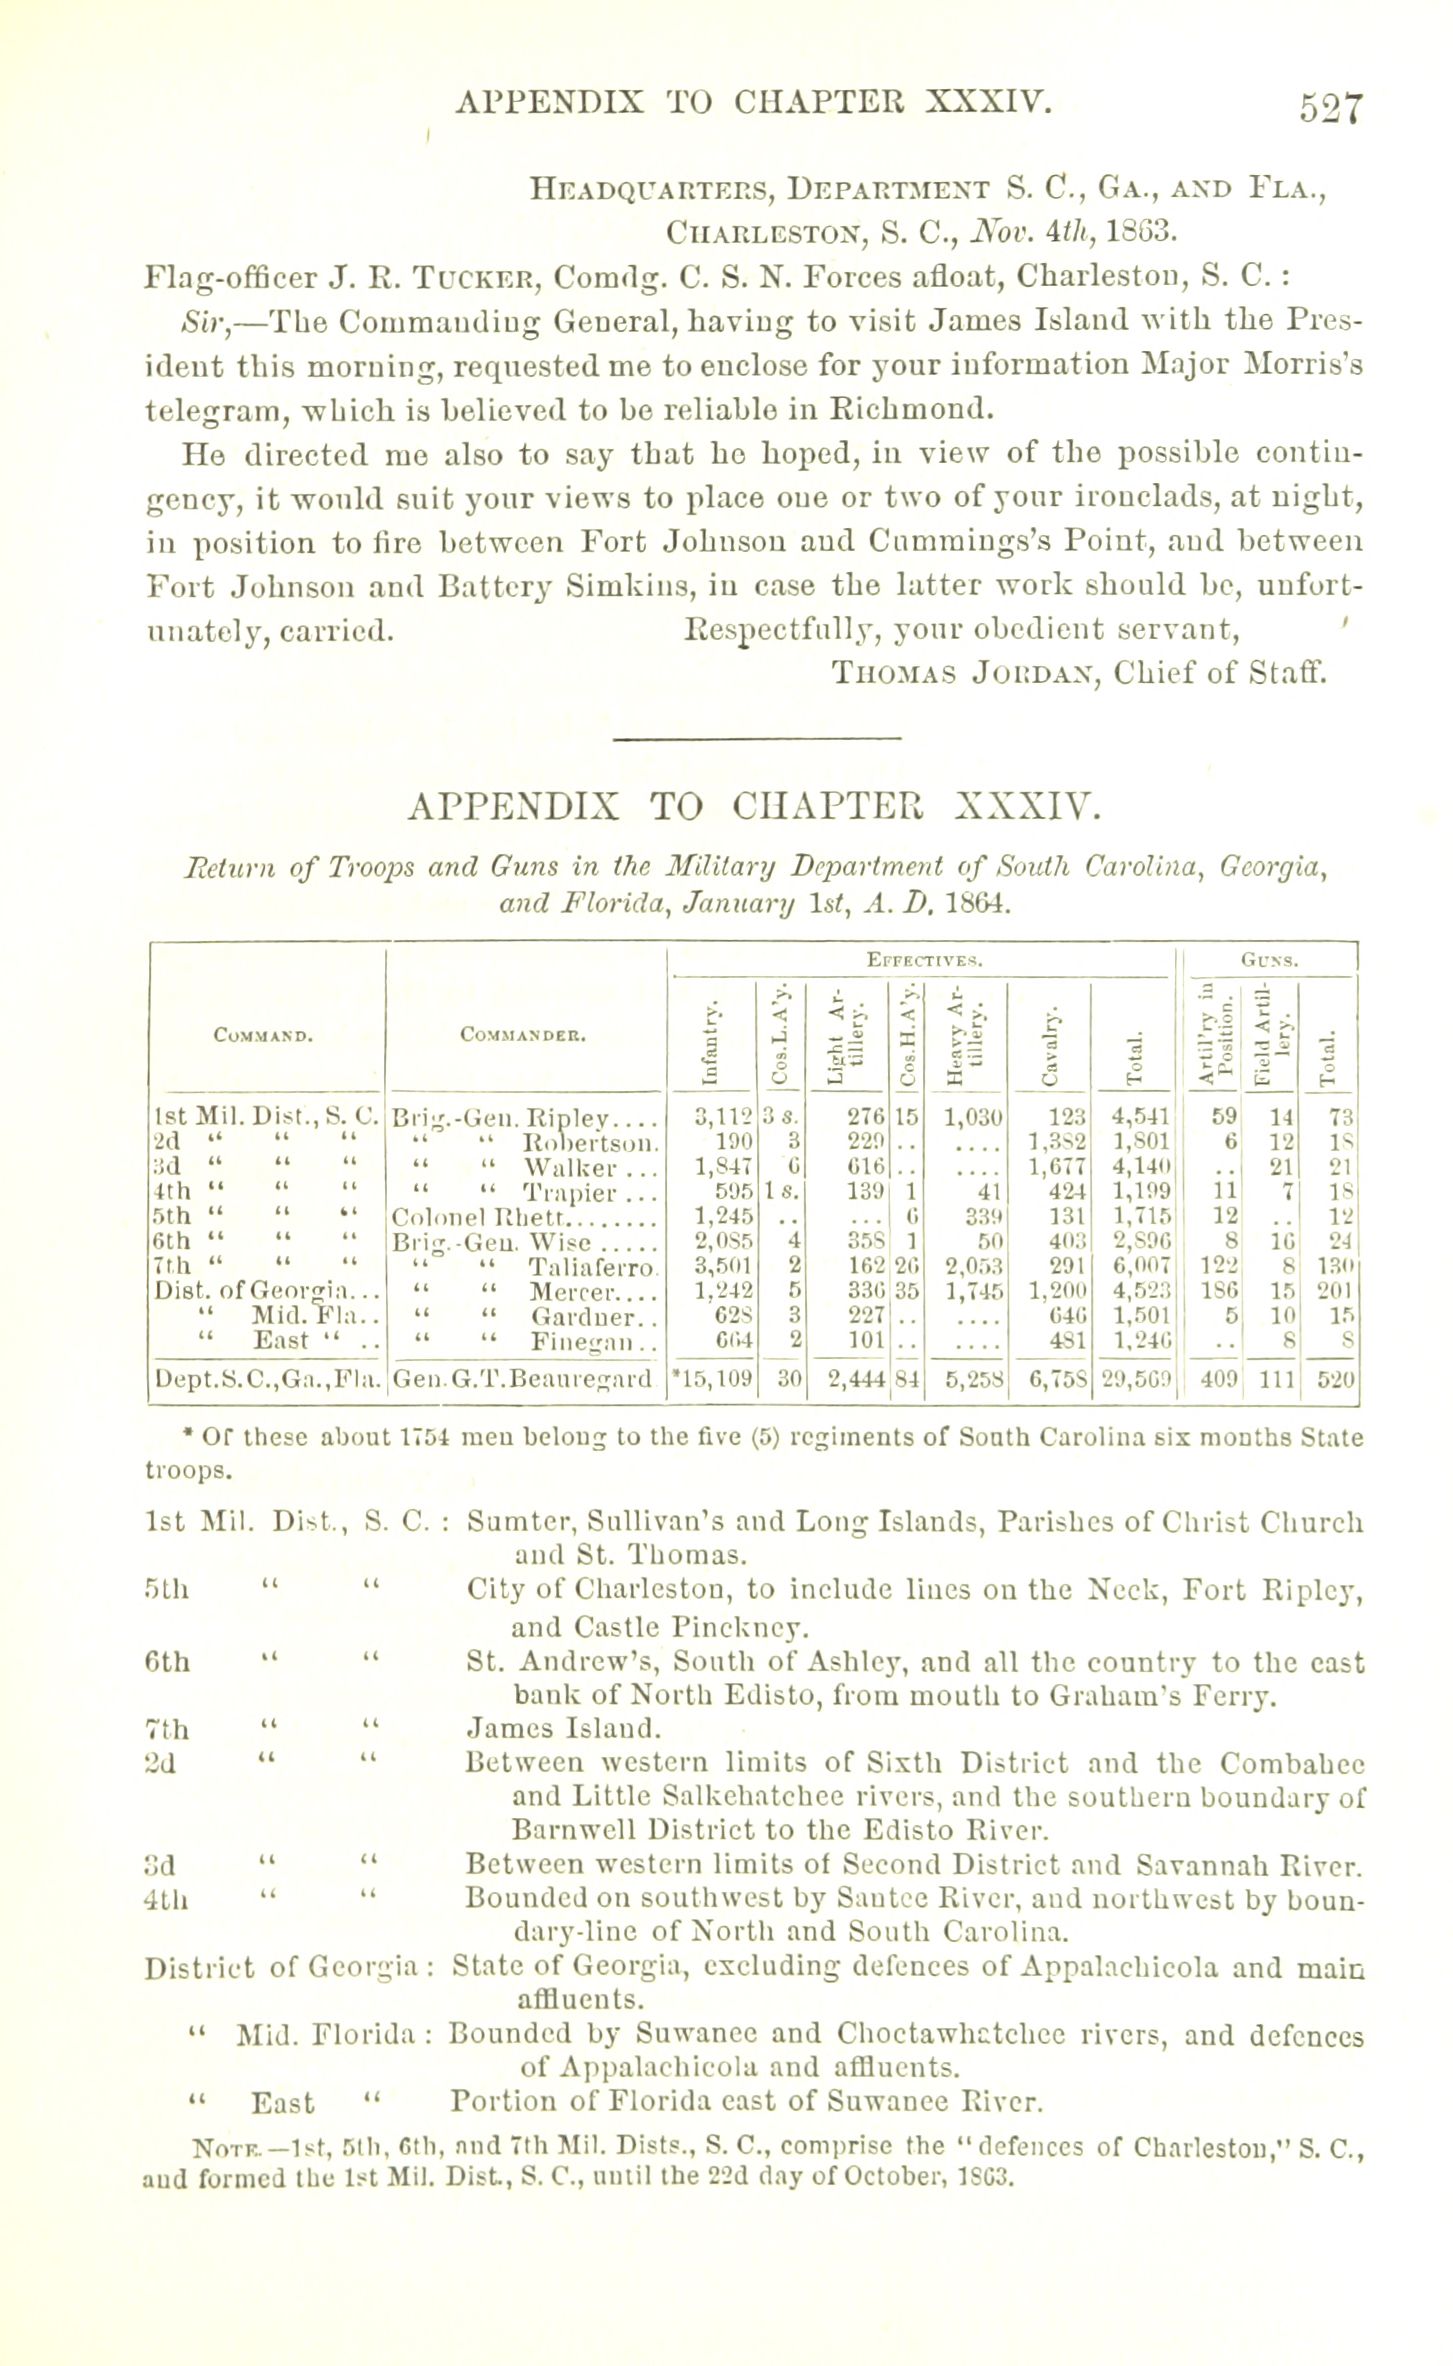 APPENDIX TO CHAPTER XXXIV. 527
HEADQUARTERS, DEPARTMENT S. C., GA., AND FLA.,
CHARLESTON, S. C., Nov. 4th, 1863.
Flag-officer J. R. TUCKER, Comdg. C. S. N. Forces afloat, Charleston, S. C. :
Sir,—The Commanding General, having to visit James Island with the Pres-
ident this morning, requested me to enclose for your information Major Morris's
telegram, which is believed to be reliable in Richmond.
He directed me also to say that he hoped, in view of the possible contin-
gency, it would suit your views to place one or two of your ironclads, at night,
in position to fire between Fort Johnson and Cummings's Point, and between
Fort Johnson and Battery Simkins, in case the latter work should be, unfort-
unately, carried. Respectfully, your obedient servant,
THOMAS JORDAN, Chief of Staff.
APPENDIX TO CHAPTER XXXIV.
Return of Troops and Guns in the Military Department of South Carolina, Georgia,
and Florida, January 1st, A. D. 1864.
EFFECTIVES. GUNS.
COMMAND. COMMANDER. Infantry. Cos. L. A'y. Light Ar-tillery. Cos. H. A'y. Heavy Ar-tillery. Cavalry. Total. Artil'ry in Position. Field Artil-lery. Total.
1st Mil. Dist., S. C. Brig.-Gen. Ripley.... 3,112 3 s. 276 15 1,030 123 4,541 59 14 73
2d " " " " " Robertson. 190 3 229 .. .... 1,382 1,801 6 12 18
3d " " " " " Walker ... 1,847 6 616 .. .... 1,677 4,140 .. 21 21
4th " " " " " Trapier ... 595 1 s. 139 1 41 424 1,199 11 7 18
5th " " " Colonel Rhett......... 1,245 .. ... 6 339 131 1,715 12 .. 12
6th " " " Brig.-Gen. Wise ..... 2,085 4 358 1 50 403 2,896 8 16 24
7th " " " " " Taliaferro. 3,501 2 162 26 2,053 291 6,007 122 8 130
Dist. of Georgia... " " Mercer.... 1,242 5 336 35 1,745 1,200 4,523 186 15 201
" Mid. Fla.. " " Gardner.. 628 3 227 .. .... 646 1,501 5 10 15
" East " .. " " Finegan.. 664 2 101 .. .... 481 1,246 .. 8 8
Dept.S.C.,Ga.,Fla. Gen.G.T.Beauregard *15,109 30 2,444 84 5,258 6,758 29,569 409 111 520
* Of these about 1754 men belong to the five (5) regiments of South Carolina six months State
troops.
1st Mil. Dist., S. C. : Sumter, Sullivan's and Long Islands, Parishes of Christ Church
and St. Thomas.
5th " " City of Charleston, to include lines on the Neck, Fort Ripley,
and Castle Pinckney.
6th " " St. Andrew's, South of Ashley, and all the country to the east
bank of North Edisto, from mouth to Graham's Ferry.
7th " " James Island.
2d " " Between western limits of Sixth District and the Combahee
and Little Salkehatchee rivers, and the southern boundary of
Barnwell District to the Edisto River.
3d " " Between western limits of Second District and Savannah River.
4th " " Bounded on southwest by Santee River, and northwest by boun-
dary-line of North and South Carolina.
District of Georgia : State of Georgia, excluding defences of Appalachicola and main
affluents.
" Mid. Florida : Bounded by Suwanee and Choctawhatchee rivers, and defences
of Appalachicola and affluents.
" East " Portion of Florida east of Suwanee River.
NOTE.—1st, 5th, 6th, and 7th Mil. Dists., S. C., comprise the "defences of Charleston," S. C.,
and formed the 1st Mil. Dist., S. C., until the 22d day of October, 1863.